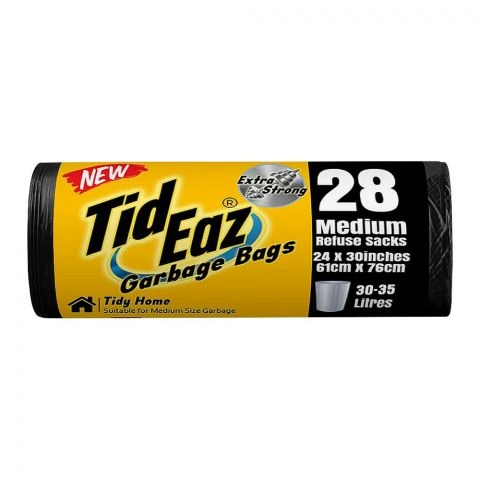 NEW
Tid Eaz®
Garbage Bags
Tidy Home
Suitable for Medium Size Garbage
Extra
Strong
28
Medium
Refuse Sacks
24 X 30inches
61cm X 76cm
30-35
Litres